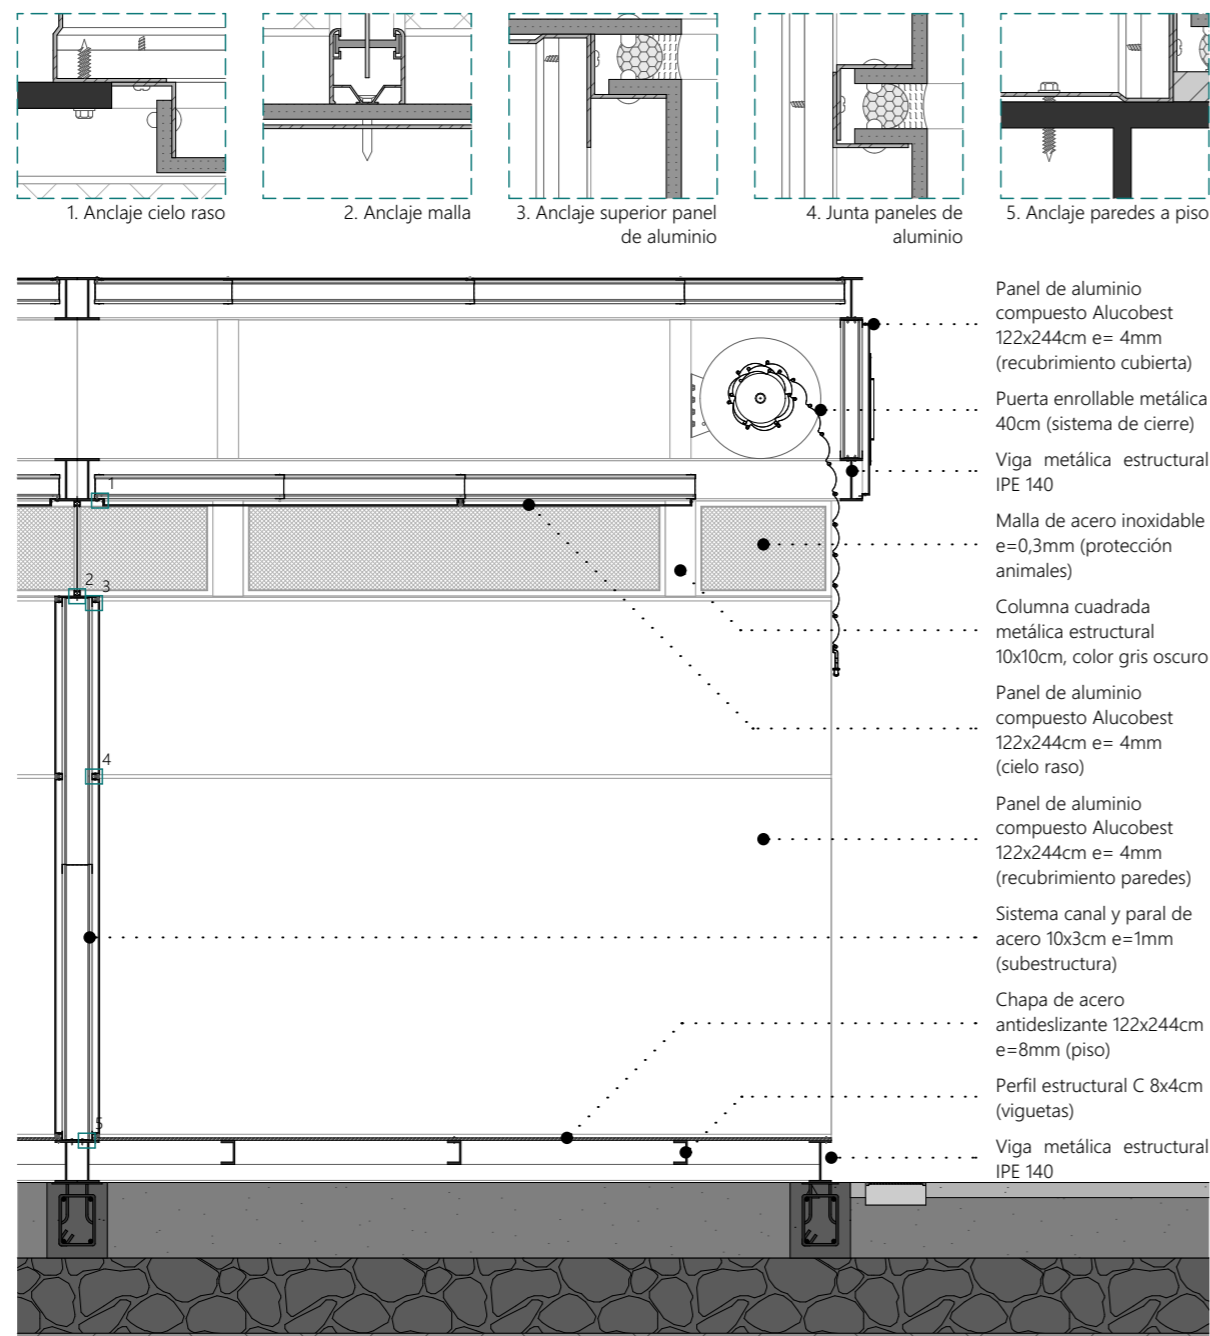 1. Anclaje cielo raso
2. Anclaje malla
3. Anclaje superior panel
de aluminio
4. Junta paneles de
aluminio
5. Anclaje paredes a piso
Panel de aluminio
compuesto Alucobest
122x244cm e= 4mm
(recubrimiento cubierta)
Puerta enrollable metálica
40cm (sistema de cierre)
Viga metálica estructural
IPE 140
Malla de acero inoxidable
e=0,3mm (protección
animales)
Columna cuadrada
metálica estructural
10x10cm, color gris oscuro
Panel de aluminio
compuesto Alucobest
122x244cm e= 4mm
(cielo raso)
Panel de aluminio
compuesto Alucobest
122x244cm e= 4mm
(recubrimiento paredes)
Sistema canal y paral de
acero 10x3cm e=1mm
(subestructura)
Chapa de acero
antideslizante 122x244cm
e=8mm (piso)
Perfil estructural C 8x4cm
(viguetas)
Viga metálica estructural
IPE 140
1
2
3
4
5